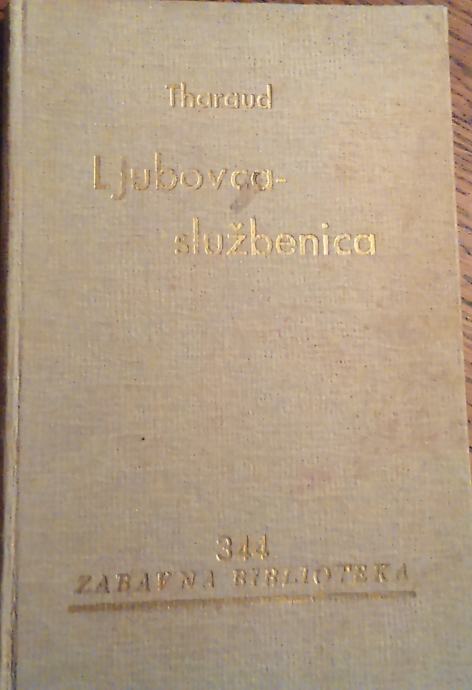 Tharaud
Ljubovca-
službenica
344
ZABAVNA BIBLIOTEKA